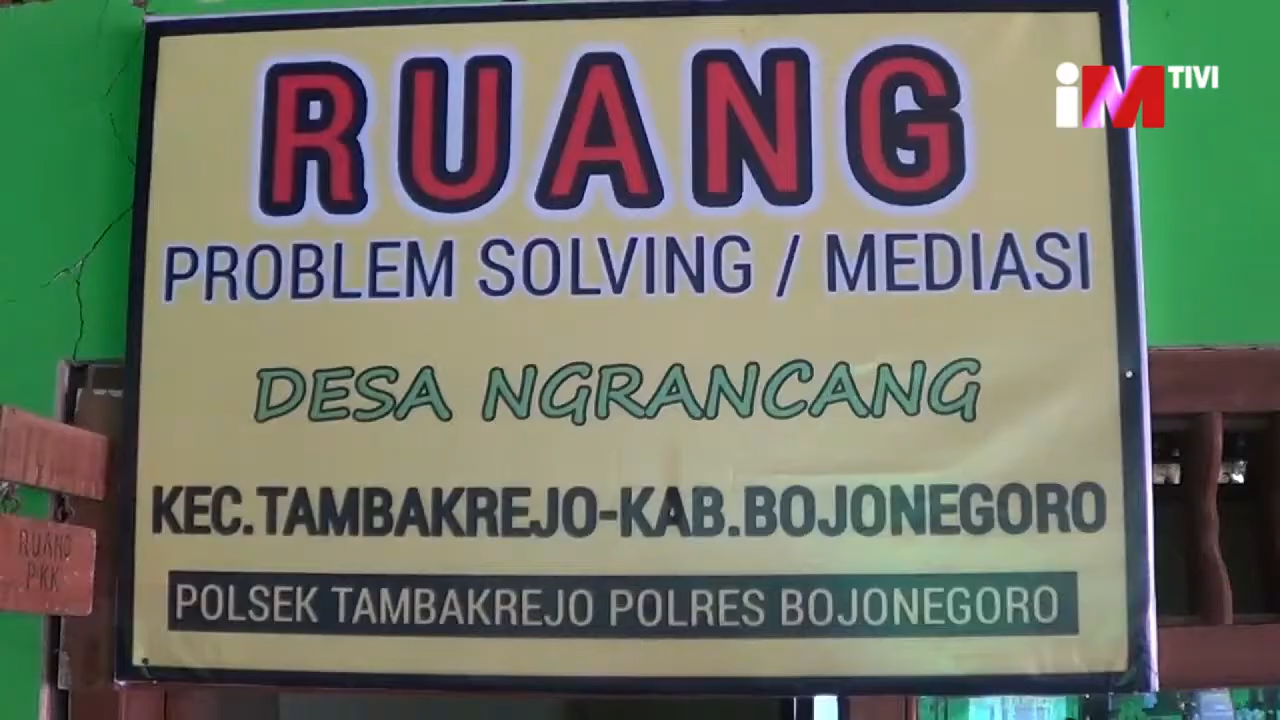 iM TIVI
RUANG
PROBLEM SOLVING / MEDIASI
DESA NGRANCANG
KEC.TAMBAKREJO-KAB.BOJONEGORO
POLSEK TAMBAKREJO POLRES BOJONEGORO
RUANG
PKK